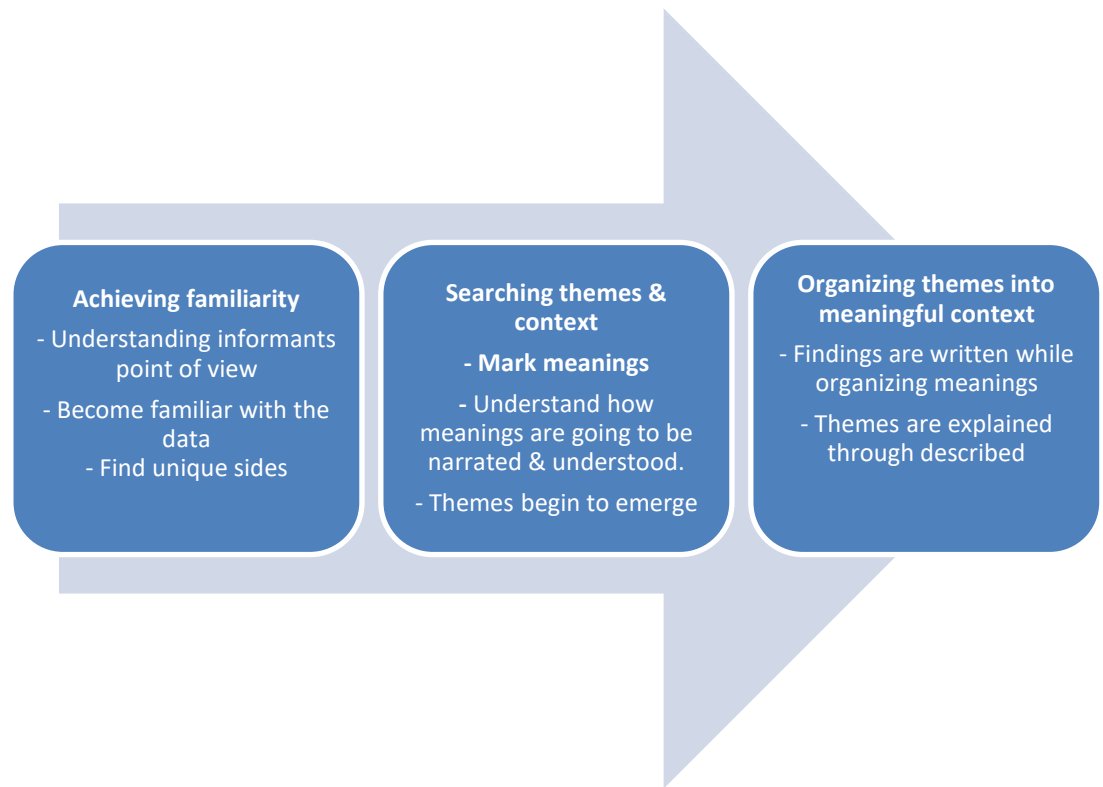 Achieving familiarity
- Understanding informants
point of view
- Become familiar with the
data
- Find unique sides
Searching themes &
context
- Mark meanings
- Understand how
meanings are going to be
narrated & understood.
- Themes begin to emerge
Organizing themes into
meaningful context
- Findings are written while
organizing meanings
- Themes are explained
through described